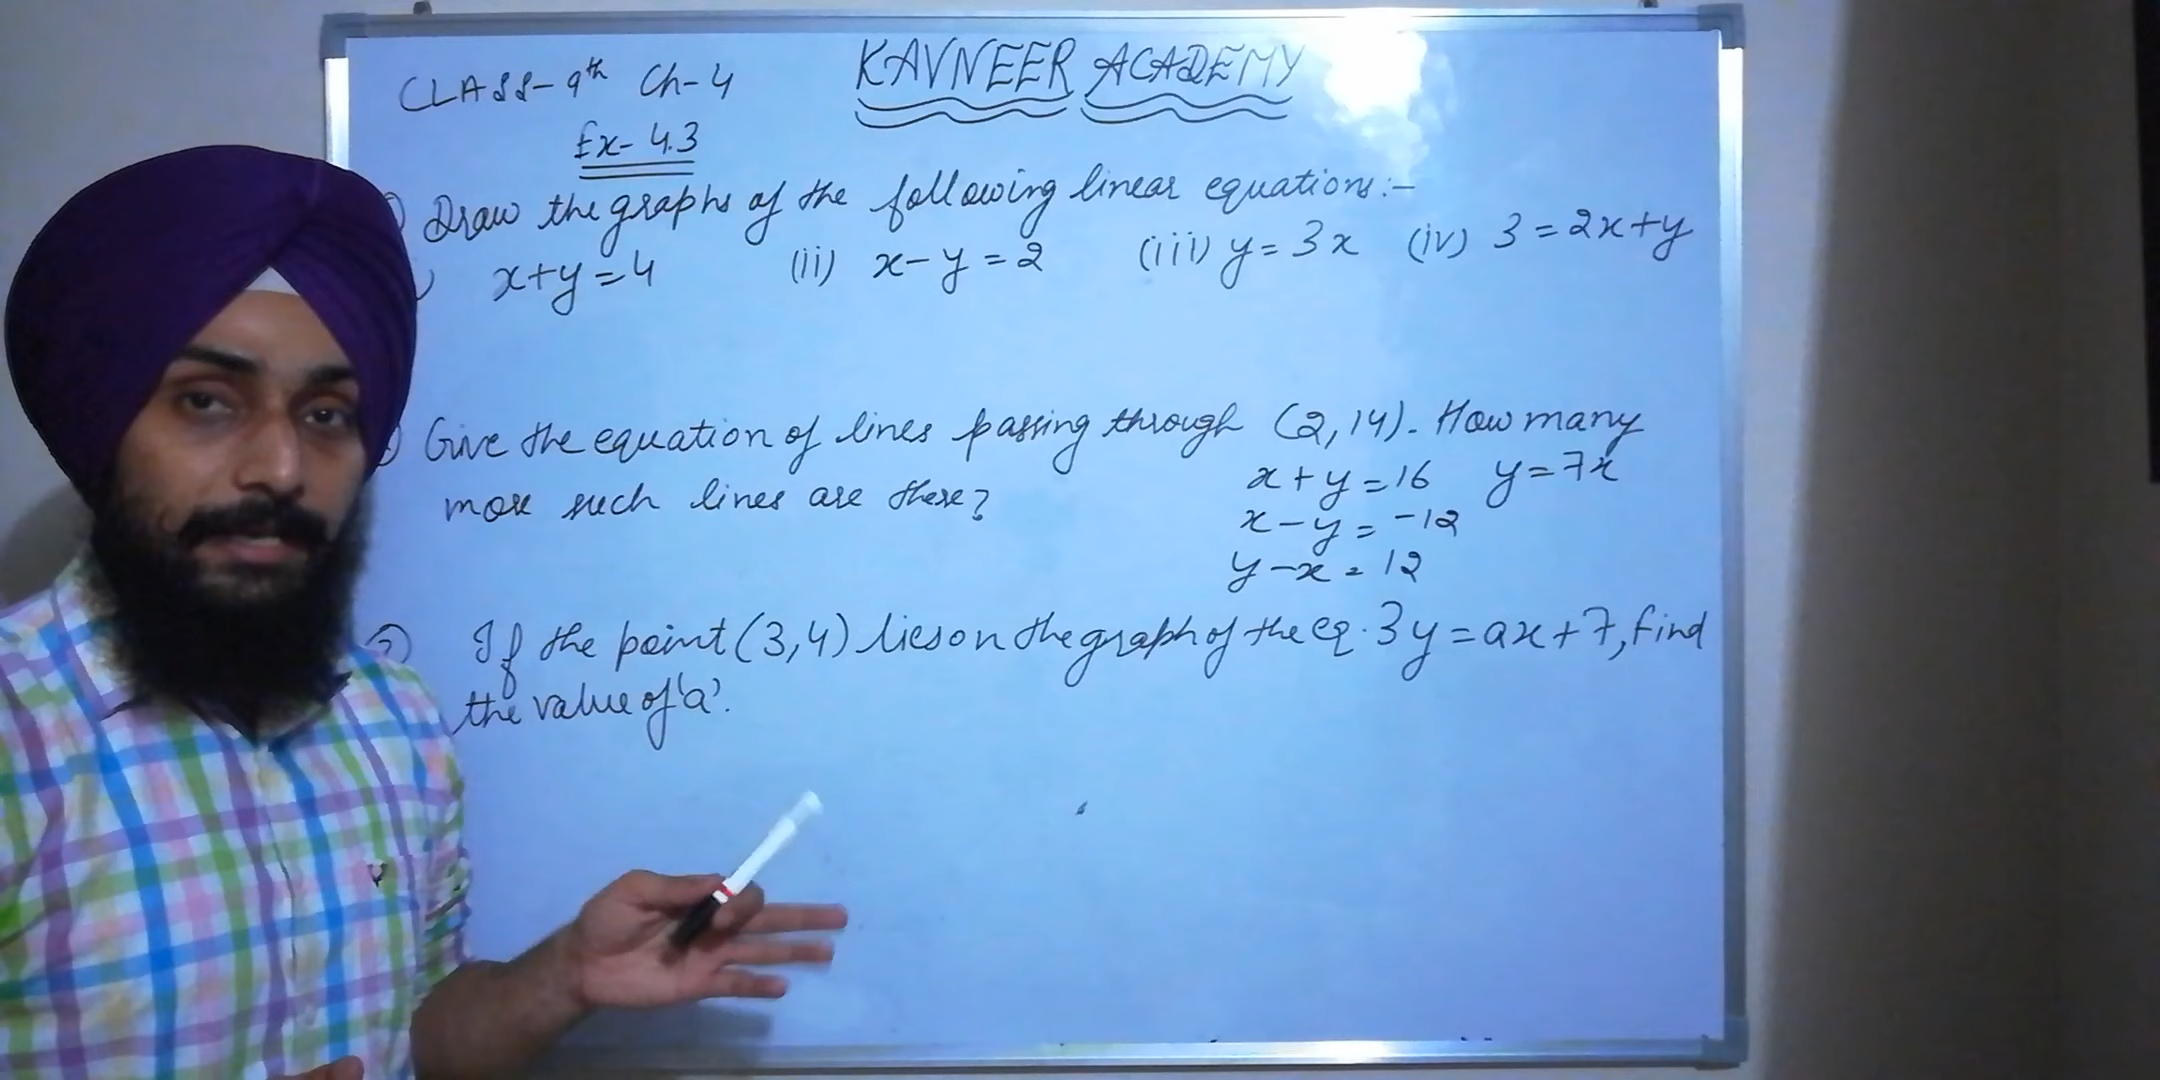 CLASS-9th Ch-4
KAVNEER ACADEMY
Ex-4.3
Draw the graphs of the following linear equations:-
x+y=4 (ii) x-y=2 (iii) y=3x (iv) 3=2x+y
Give the equation of lines passing through (2,14). How many
more such lines are there?
x+y=16 y=7x
x-y=-12
y-x=12
If the point (3,4) lies on the graph of the eq. 3y=ax+7, find
the value of 'a'.